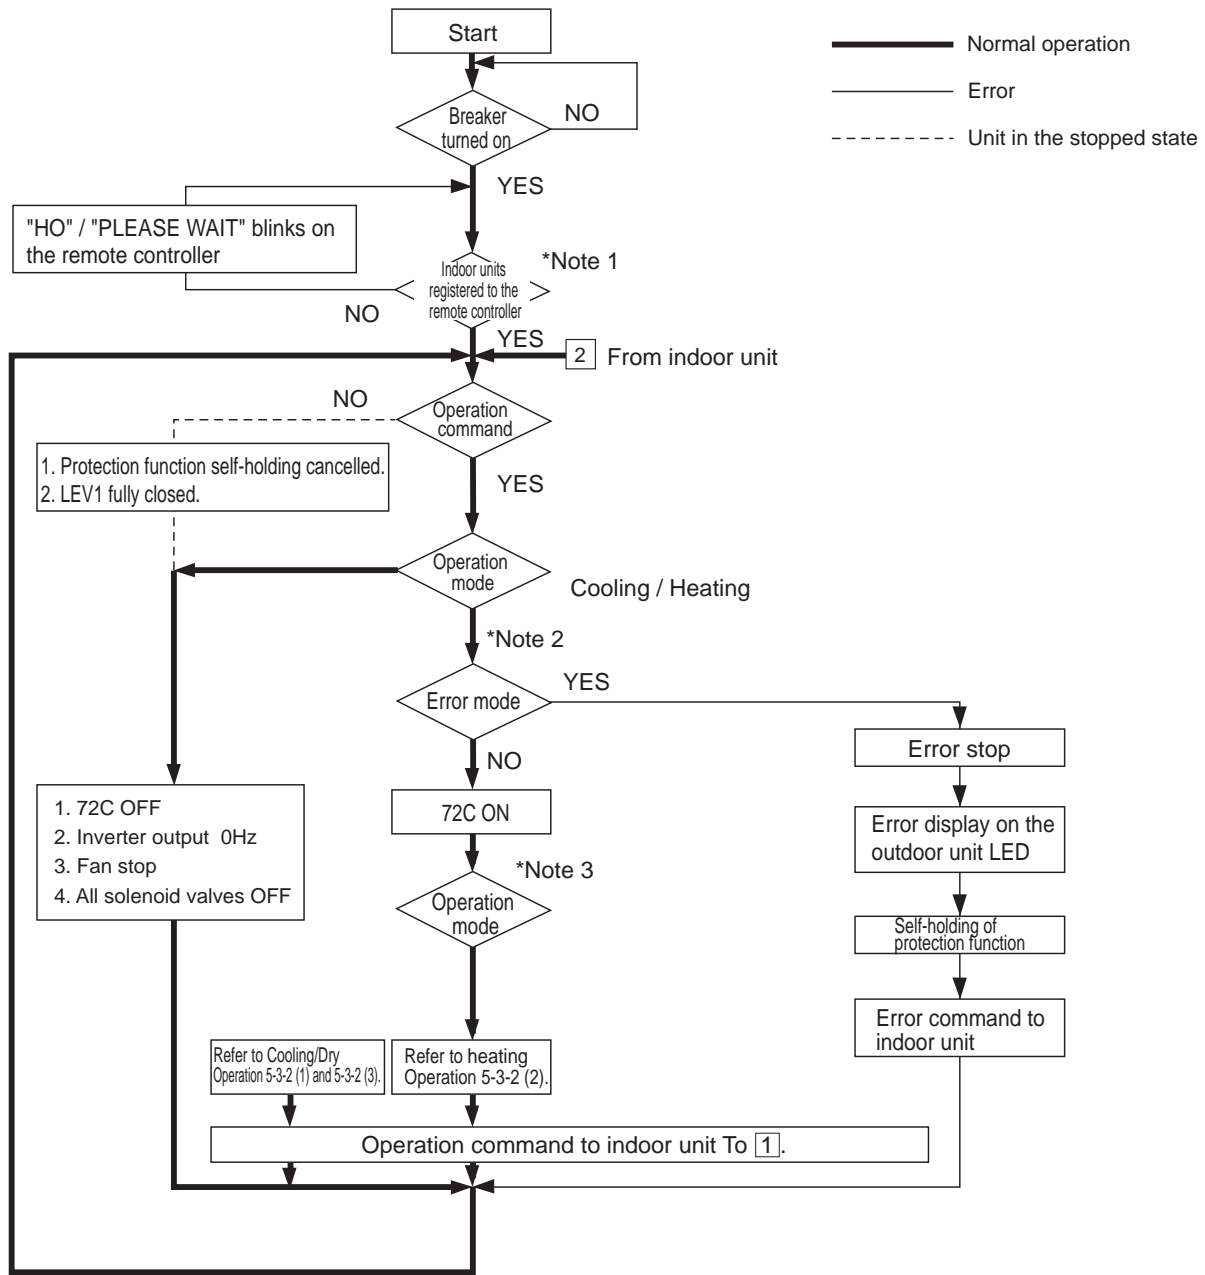 Start
Normal operation
Error
Unit in the stopped state
Breaker
turned on
NO
YES
"HO" / "PLEASE WAIT" blinks on
the remote controller
*Note 1
Indoor units
registered to the
remote controller
NO
YES
2 From indoor unit
NO
Operation
command
1. Protection function self-holding cancelled.
2. LEV1 fully closed.
YES
Operation
mode
Cooling / Heating
*Note 2
Error mode
YES
NO
Error stop
1. 72C OFF
2. Inverter output 0Hz
3. Fan stop
4. All solenoid valves OFF
72C ON
Error display on the
outdoor unit LED
*Note 3
Operation
mode
Self-holding of
protection function
Error command to
indoor unit
Refer to Cooling/Dry
Operation 5-3-2 (1) and 5-3-2 (3).
Refer to heating
Operation 5-3-2 (2).
Operation command to indoor unit To 1.